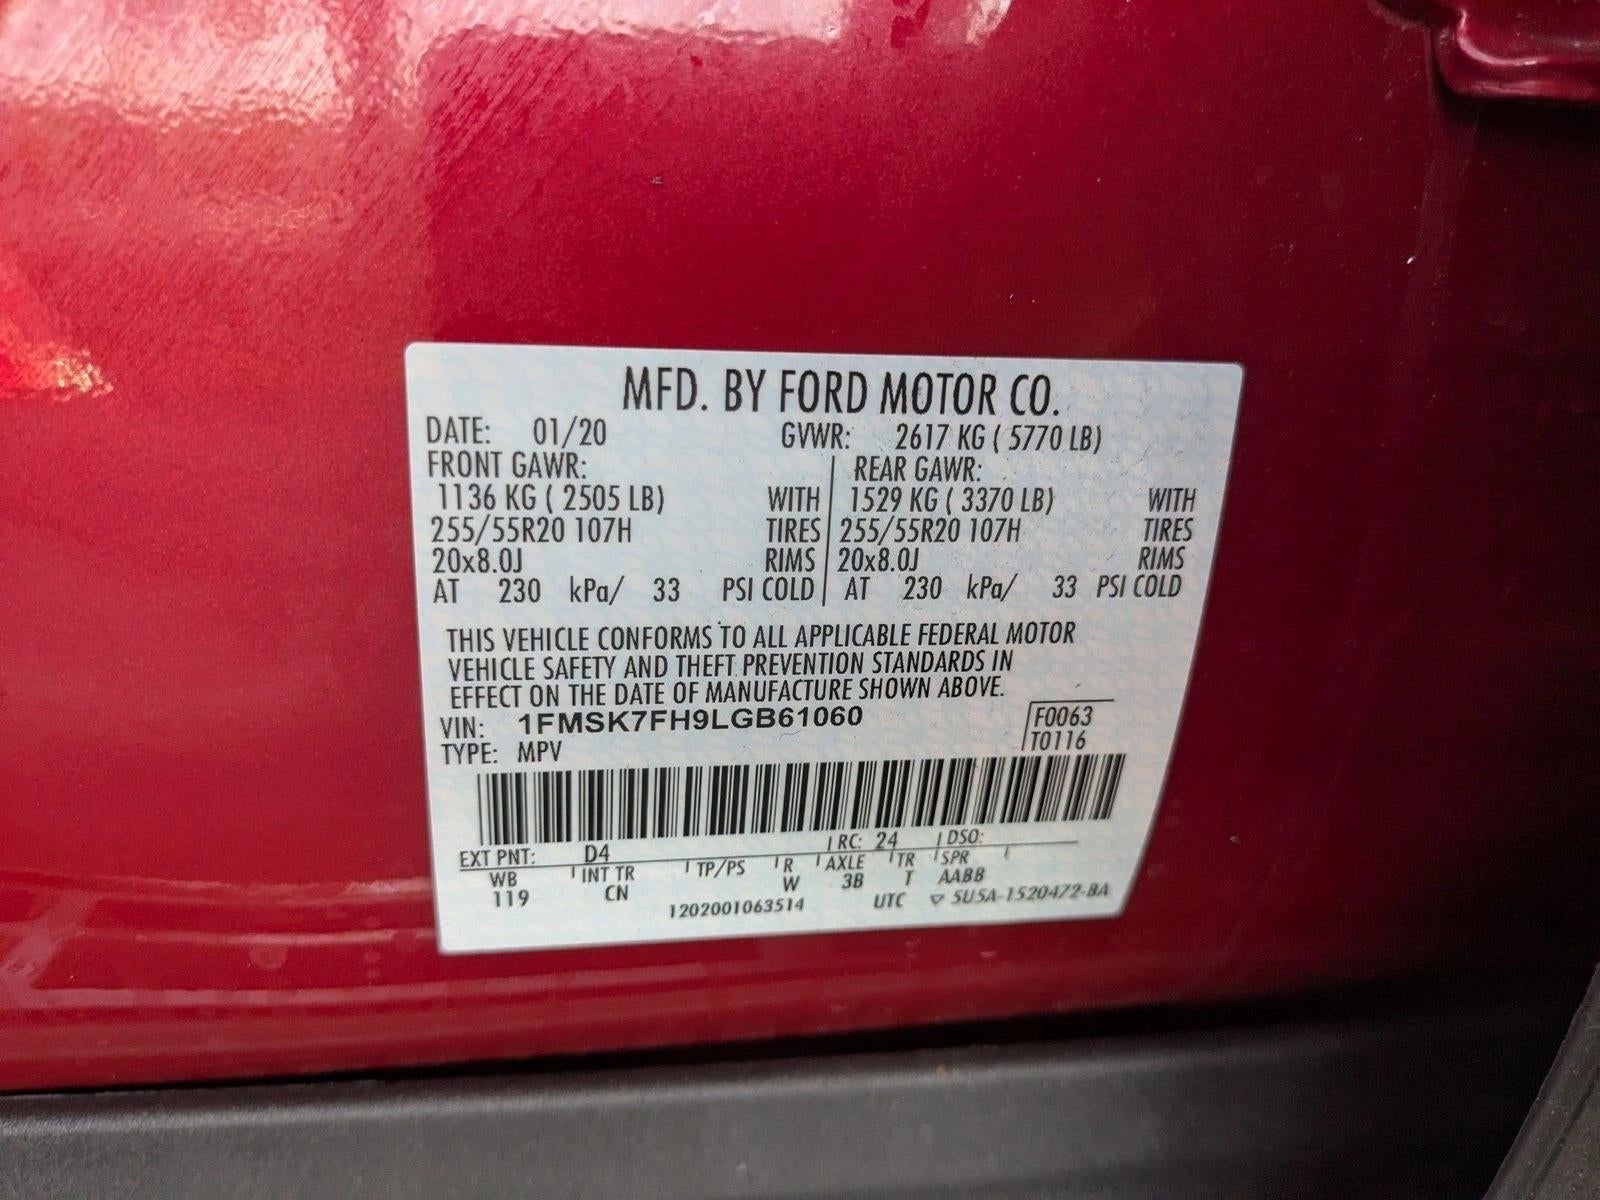 MFD. BY FORD MOTOR CO.
DATE: 01/20 GVWR: 2617 KG ( 5770 LB)
FRONT GAWR: REAR GAWR:
1136 KG ( 2505 LB) WITH 1529 KG ( 3370 LB) WITH
255/55R20 107H TIRES 255/55R20 107H TIRES
20x8.0J RIMS 20x8.0J RIMS
AT 230 kPa/ 33 PSI COLD AT 230 kPa/ 33 PSI COLD
THIS VEHICLE CONFORMS TO ALL APPLICABLE FEDERAL MOTOR
VEHICLE SAFETY AND THEFT PREVENTION STANDARDS IN
EFFECT ON THE DATE OF MANUFACTURE SHOWN ABOVE.
VIN: 1FMSK7FH9LGB61060 F0063
TYPE: MPV T0116
EXT PNT: D4 RC: 24 DSO:
WB INT TR TP/PS R AXLE TR SPR
119 CN W 3B T AABB
1202001063514 UTC ▽ 5U5A-1520472-BA